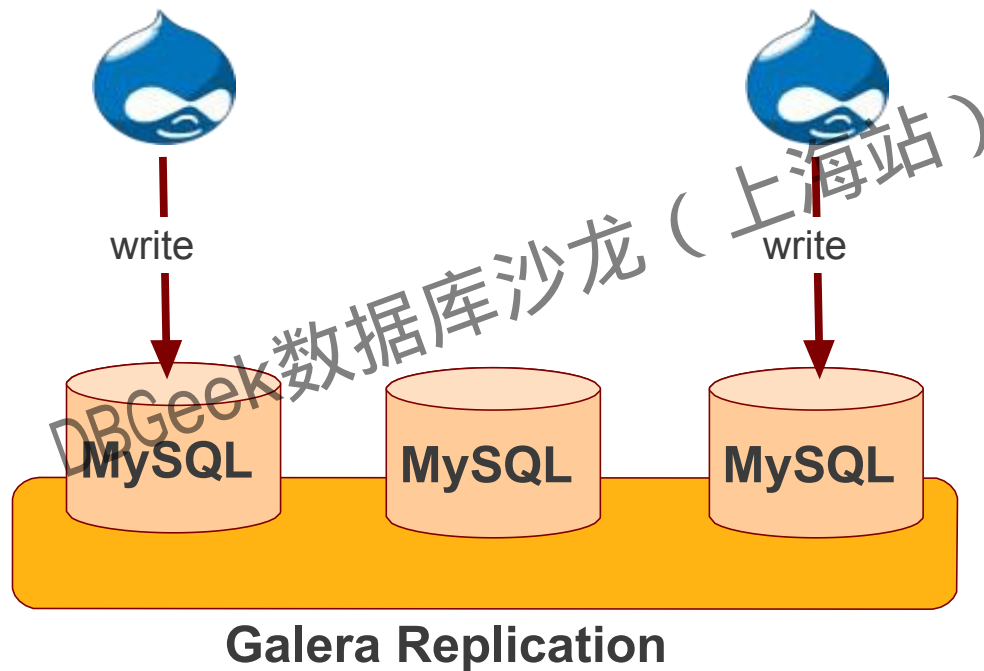 write
write
DBGeek数据库沙龙（上海站）
MySQL
MySQL
MySQL
Galera Replication